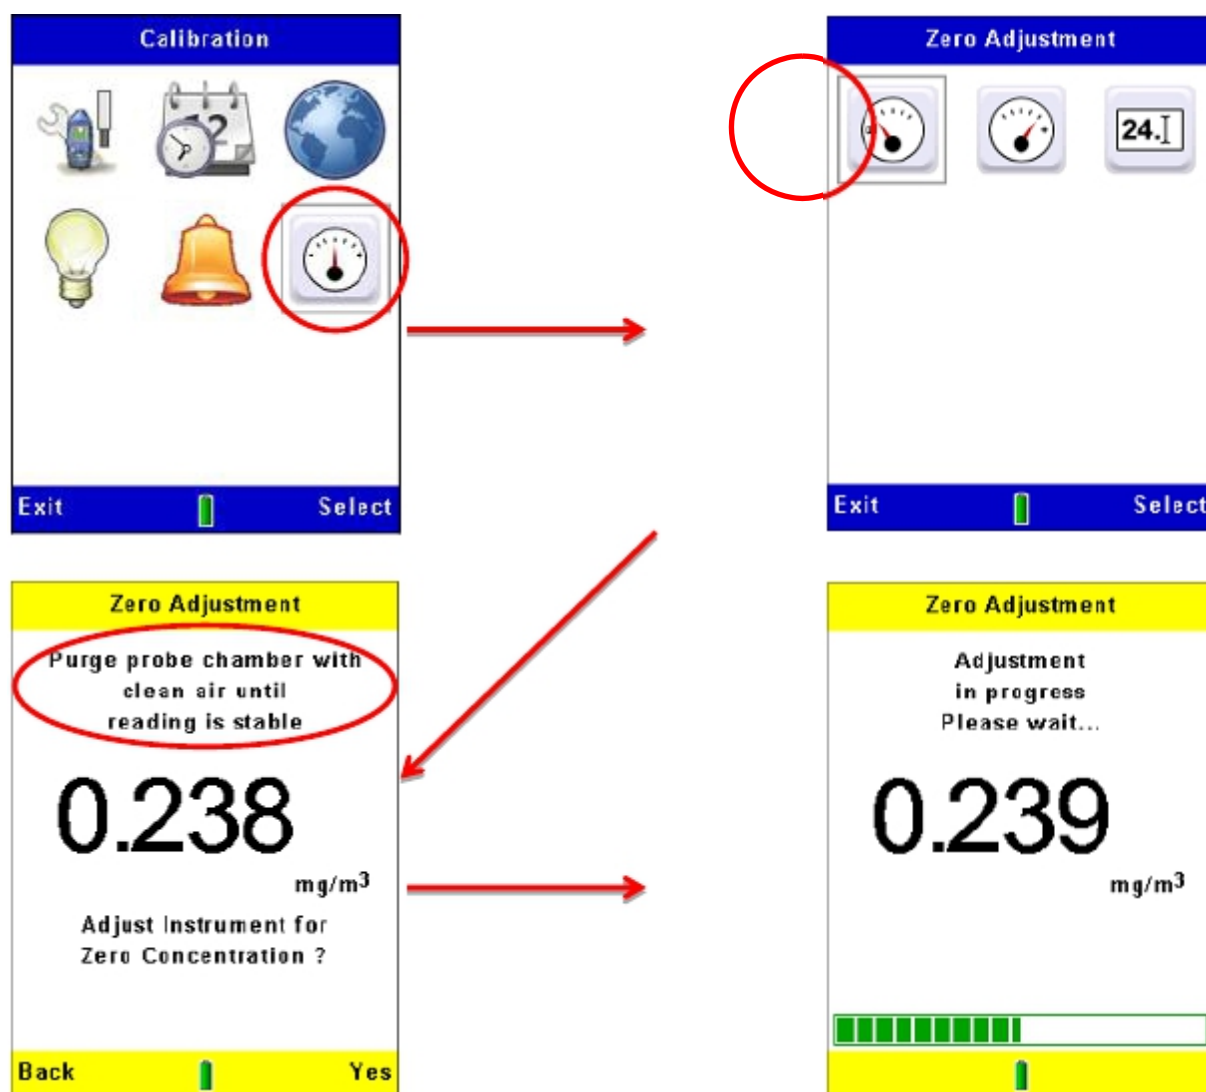 Calibration
12
Exit
Select
Zero Adjustment
24.
Exit
Select
Zero Adjustment
Purge probe chamber with
clean air until
reading is stable
0.238
mg/m³
Adjust Instrument for
Zero Concentration ?
Back
Yes
Zero Adjustment
Adjustment
in progress
Please wait...
0.239
mg/m³